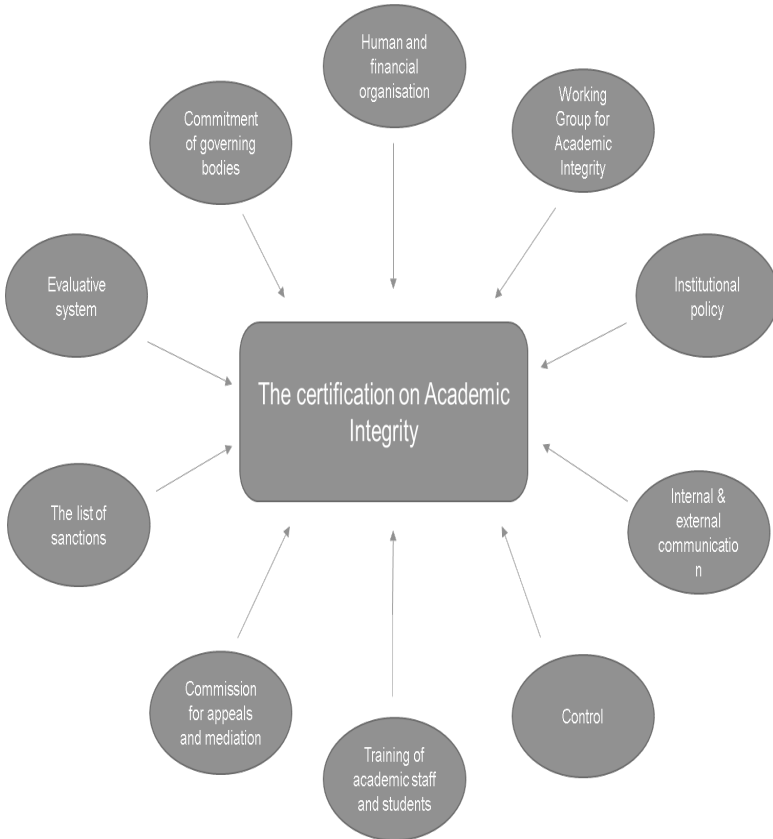 Human and
financial
organisation
Commitment
of governing
bodies
Working
Group for
Academic
Integrity
Evaluative
system
Institutional
policy
The certification on Academic
Integrity
The list of
sanctions
Internal &
external
communicatio
n
Commission
for appeals
and mediation
Training of
academic staff
and students
Control